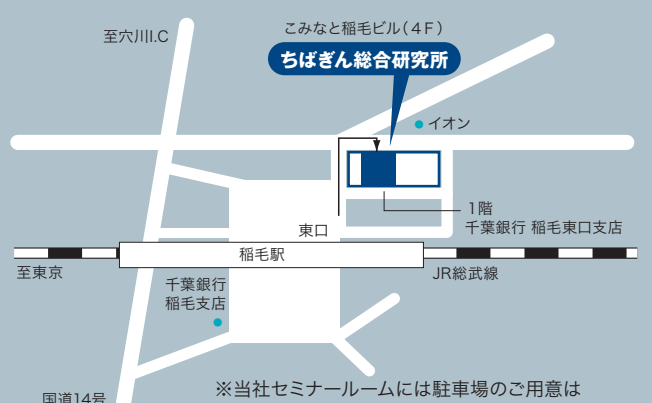 至穴川I.C
こみなと稲毛ビル(4F)
ちばぎん総合研究所
イオン
1階
千葉銀行 稲毛東口支店
東口
稲毛駅
至東京
JR総武線
千葉銀行
稲毛支店
国道14号
※当社セミナールームには駐車場のご用意は